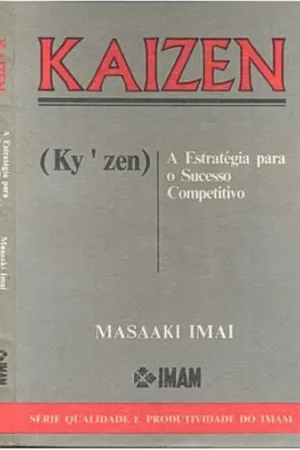 KAIZEN
(Ky'zen)
A Estratégia para
o Sucesso
Competitivo
MASAAKI IMAI
IMAM
SÉRIE QUALIDADE E PRODUTIVIDADE DO IMAM
KAIZEN
A Estratégia para
Masaaki Imai
IMAM